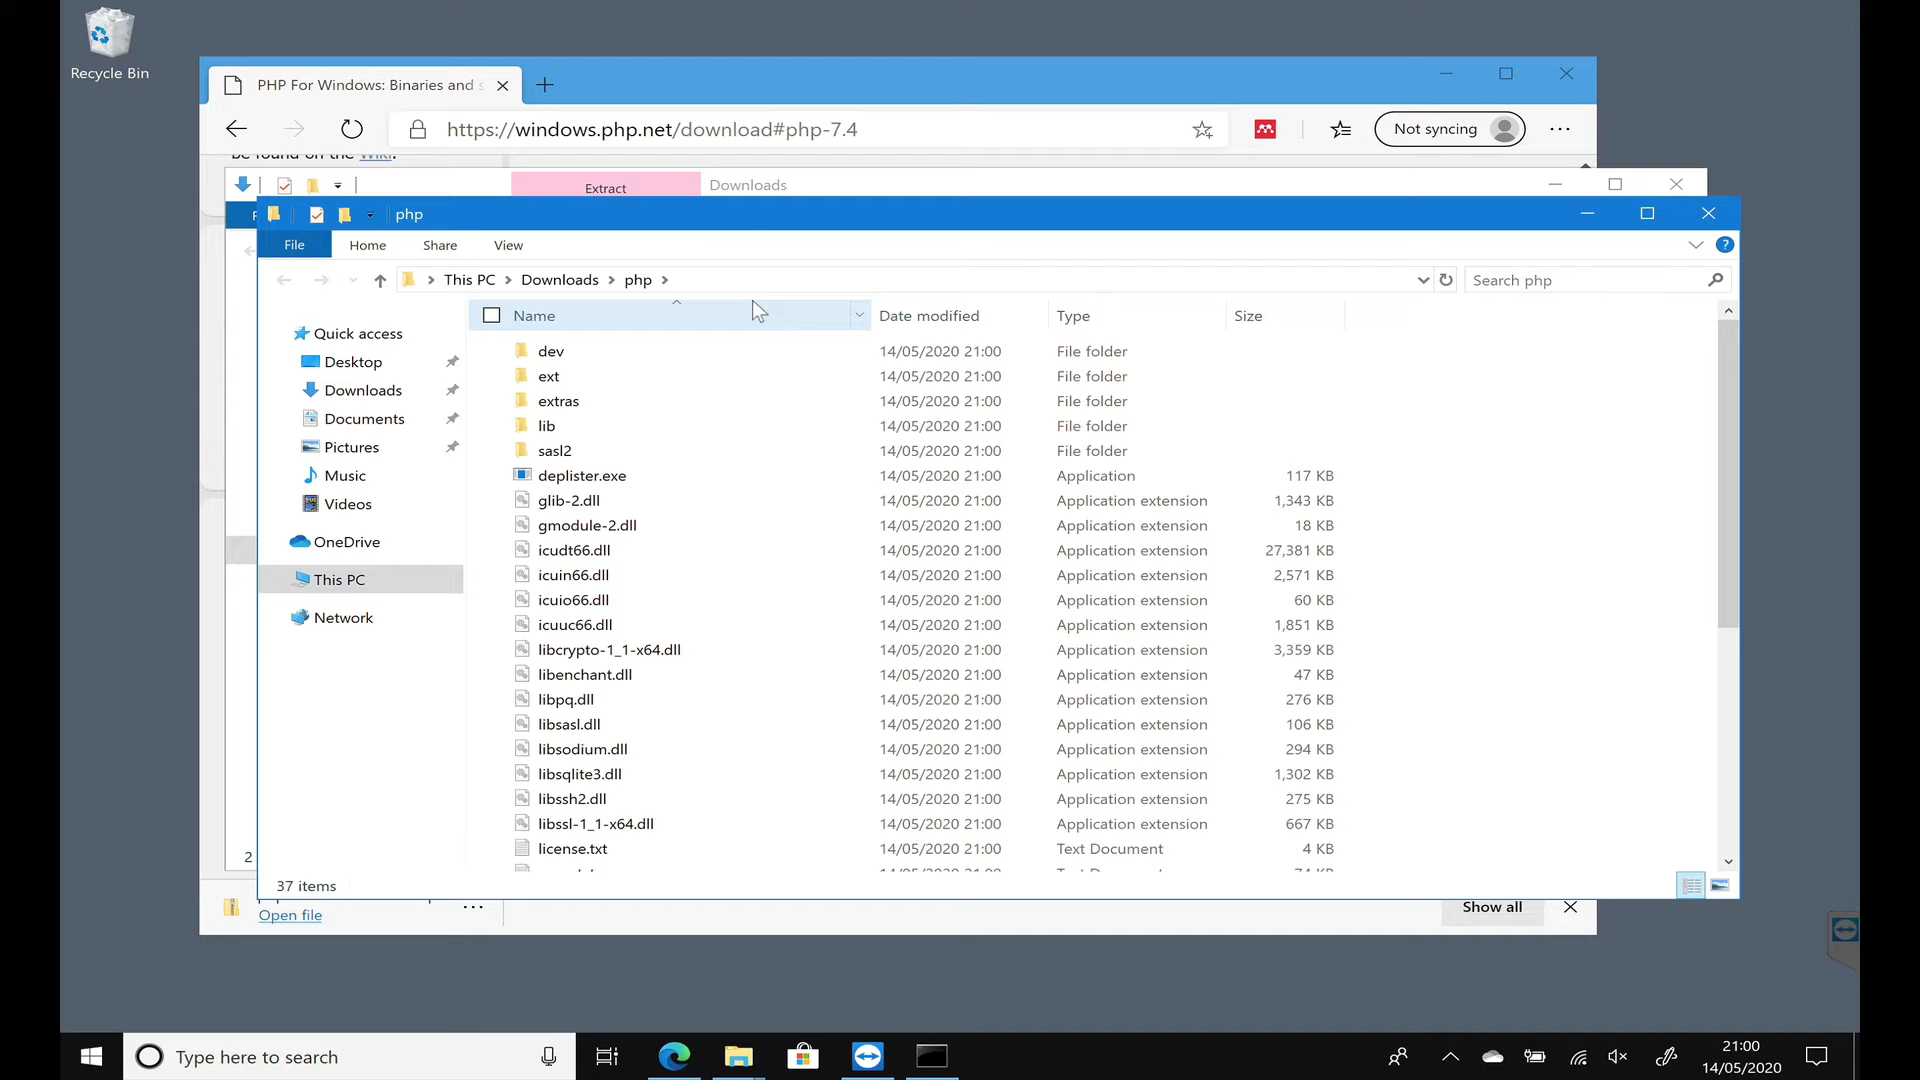 Recycle Bin
PHP For Windows: Binaries and s
https://windows.php.net/download#php-7.4
Not syncing
be found on the Wiki.
Extract
Downloads
php
File
Home
Share
View
This PC
Downloads
php
Search php
Name
Date modified
Type
Size
Quick access
Desktop
Downloads
Documents
Pictures
Music
Videos
OneDrive
This PC
Network
dev 14/05/2020 21:00 File folder
ext 14/05/2020 21:00 File folder
extras 14/05/2020 21:00 File folder
lib 14/05/2020 21:00 File folder
sasl2 14/05/2020 21:00 File folder
deplister.exe 14/05/2020 21:00 Application 117 KB
glib-2.dll 14/05/2020 21:00 Application extension 1,343 KB
gmodule-2.dll 14/05/2020 21:00 Application extension 18 KB
icudt66.dll 14/05/2020 21:00 Application extension 27,381 KB
icuin66.dll 14/05/2020 21:00 Application extension 2,571 KB
icuio66.dll 14/05/2020 21:00 Application extension 60 KB
icuuc66.dll 14/05/2020 21:00 Application extension 1,851 KB
libcrypto-1_1-x64.dll 14/05/2020 21:00 Application extension 3,359 KB
libenchant.dll 14/05/2020 21:00 Application extension 47 KB
libpq.dll 14/05/2020 21:00 Application extension 276 KB
libsasl.dll 14/05/2020 21:00 Application extension 106 KB
libsodium.dll 14/05/2020 21:00 Application extension 294 KB
libsqlite3.dll 14/05/2020 21:00 Application extension 1,302 KB
libssh2.dll 14/05/2020 21:00 Application extension 275 KB
libssl-1_1-x64.dll 14/05/2020 21:00 Application extension 667 KB
license.txt 14/05/2020 21:00 Text Document 4 KB
2
37 items
Open file
Show all
Type here to search
21:00
14/05/2020